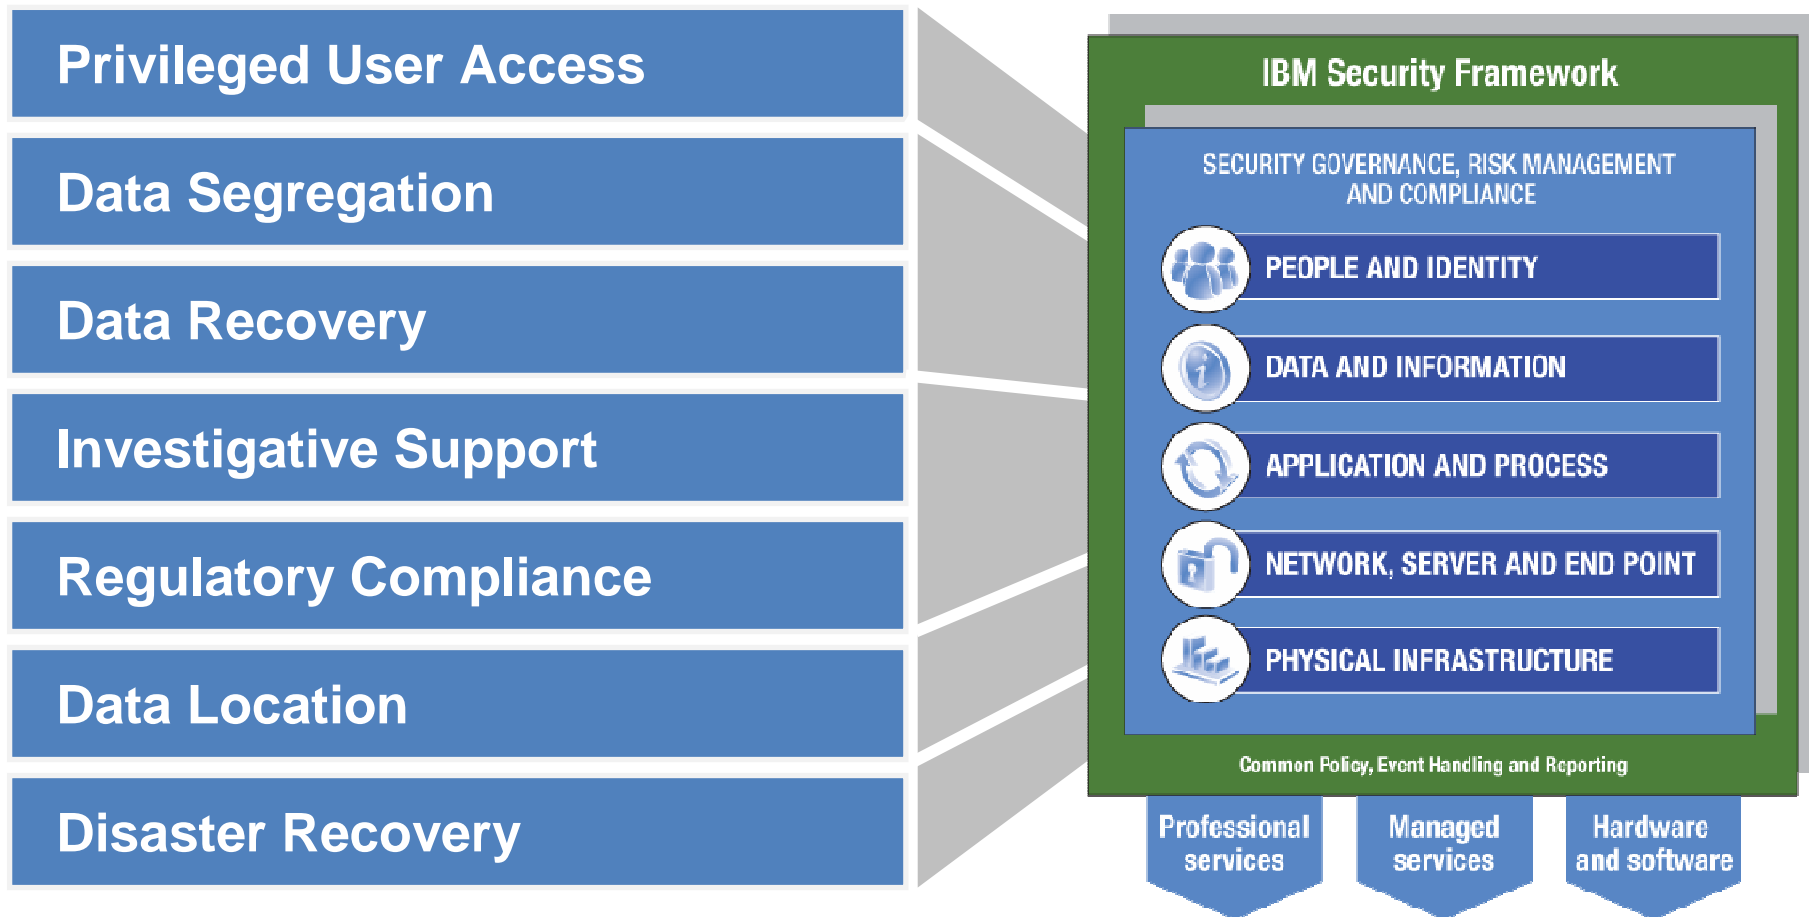 Privileged User Access
Data Segregation
Data Recovery
Investigative Support
Regulatory Compliance
Data Location
Disaster Recovery
IBM Security Framework
SECURITY GOVERNANCE, RISK MANAGEMENT
AND COMPLIANCE
PEOPLE AND IDENTITY
DATA AND INFORMATION
APPLICATION AND PROCESS
NETWORK, SERVER AND END POINT
PHYSICAL INFRASTRUCTURE
Common Policy, Event Handling and Reporting
Professional
services
Managed
services
Hardware
and software